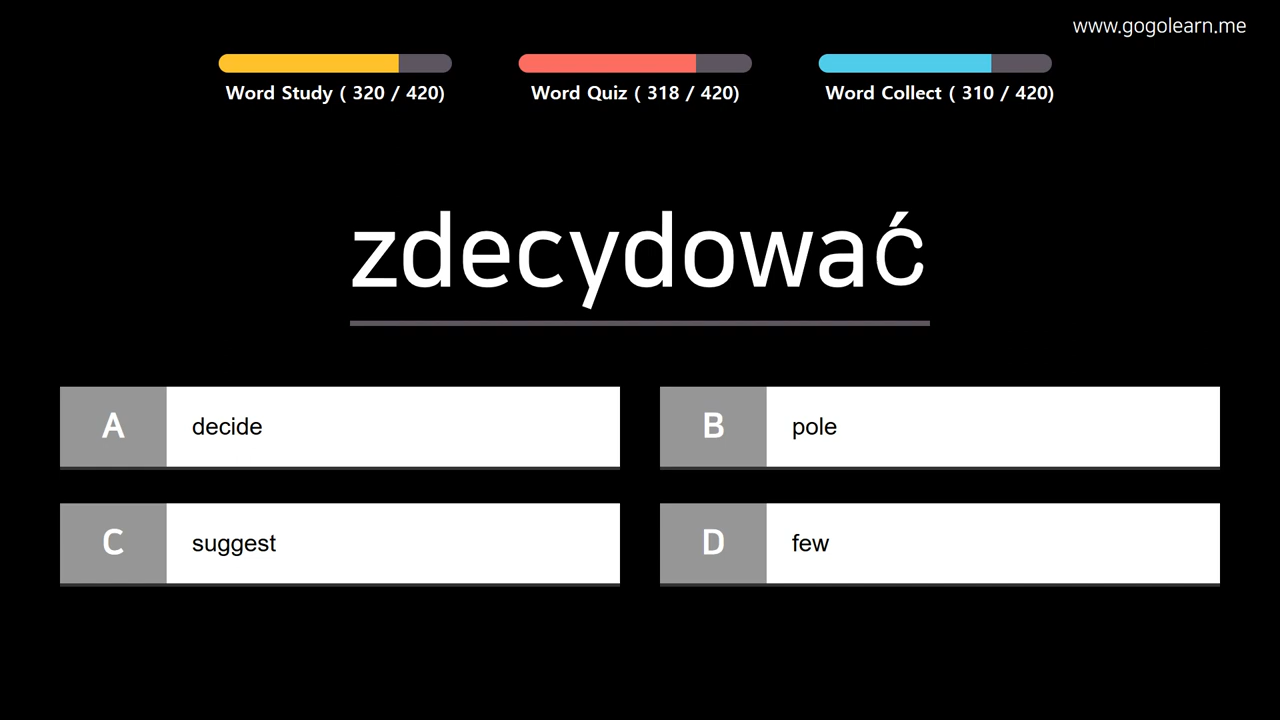 www.gogolearn.me
Word Study ( 320 / 420)
Word Quiz ( 318 / 420)
Word Collect ( 310 / 420)
zdecydować
A decide
B pole
C suggest
D few